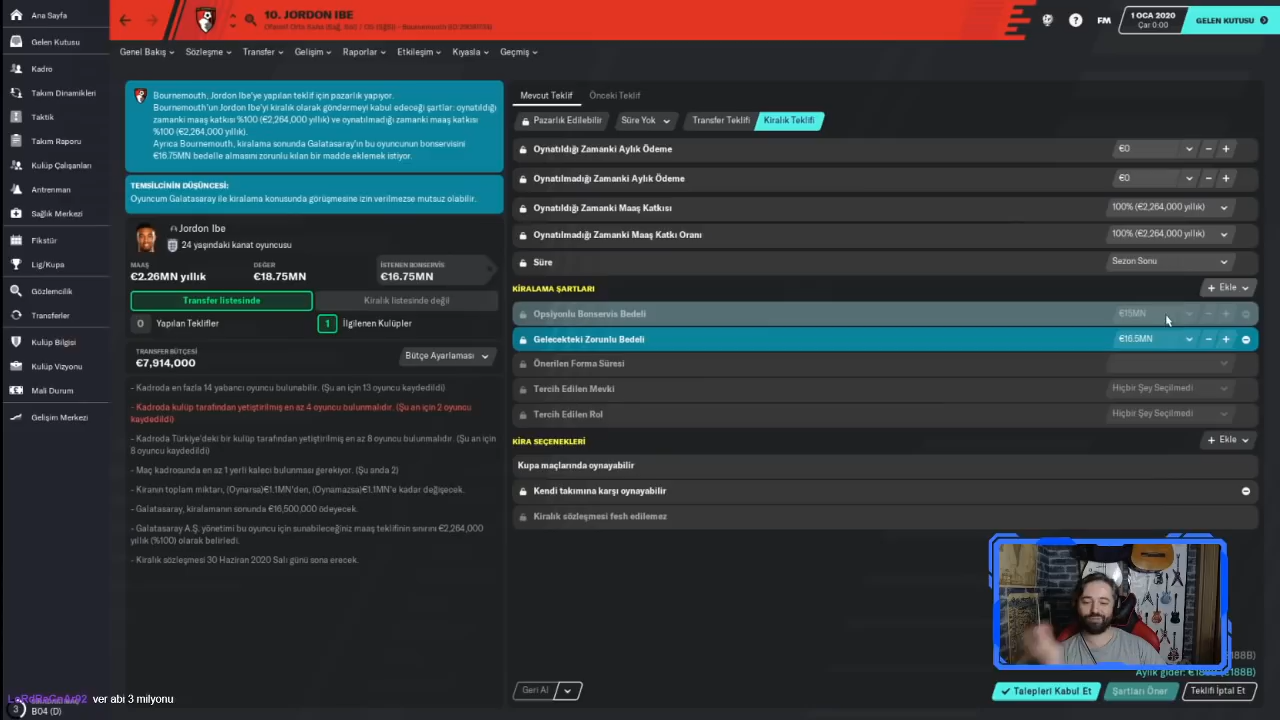 10. JORDON IBE
FM
1 OCA 2020
Çar 0:00
GELEN KUTUSU
Ana Sayfa
Gelen Kutusu
Kadro
Takım Dinamikleri
Taktik
Takım Raporu
Kulüp Çalışanları
Antrenman
Sağlık Merkezi
Fikstür
Lig/Kupa
Gözlemcilik
Transferler
Kulüp Bilgisi
Kulüp Vizyonu
Mali Durum
Gelişim Merkezi
Genel Bakış
Sözleşme
Transfer
Gelişim
Raporlar
Etkileşim
Kıyasla
Geçmiş
Bournemouth, Jordon Ibe'yi yapılan teklif için pazarlık yapıyor.
Bournemouth'un Jordon Ibe'yi kiralık olarak göndermeyi kabul edeceği şartlar: oynatıldığı
zamanki maaş katkısı %100 (€2,264,000 yıllık) ve oynatılmadığı zamanki maaş katkısı
%100 (€2,264,000 yıllık).
Ayrıca Bournemouth, kiralama sonunda Galatasaray'ın bu oyuncunun bonservisini
€16.75MN bedelle almasını zorunlu kılan bir madde eklemek istiyor.
TEMSİLCİNİN DÜŞÜNCESİ:
Oyuncum Galatasaray ile kiralama konusunda görüşmesine izin verilmezse mutsuz olabilir.
Jordon Ibe
24 yaşındaki kanat oyuncusu
MAAŞ
€2.26MN yıllık
DEĞER
€18.75MN
İSTENEN BONSERVİS
€16.75MN
Transfer listesinde
Kiralık listesinde değil
0 Yapılan Teklifler
1 İlgilenen Kulüpler
TRANSFER BÜTÇESİ
€7,914,000
Bütçe Ayarlaması
- Kadroda en fazla 14 yabancı oyuncu bulunabilir. (Şu an için 13 oyuncu kaydedildi)
- Kadroda kulüp tarafından yetiştirilmiş en az 4 oyuncu bulunmalıdır. (Şu an için 2 oyuncu
kaydedildi)
- Kadroda Türkiye'deki bir kulüp tarafından yetiştirilmiş en az 8 oyuncu bulunmalıdır. (Şu an için
8 oyuncu kaydedildi)
- Maç kadrosunda en az 1 yerli kaleci bulunması gerekiyor. (Şu anda 2)
- Kiranın toplam miktarı, (Oynarsa)€1.1MN'den, (Oynamazsa)€1.1MN'e kadar değişecek.
- Galatasaray, kiralamanın sonunda €16,500,000 ödeyecek.
- Galatasaray A.Ş. yönetimi bu oyuncu için sunabileceğiniz maaş teklifinin sınırını €2,264,000
yıllık (%100) olarak belirledi.
- Kiralık sözleşmesi 30 Haziran 2020 Salı günü sona erecek.
Mevcut Teklif
Önceki Teklif
Pazarlık Edilebilir
Süre Yok
Transfer Teklifi
Kiralık Teklifi
Oynatıldığı Zamanki Aylık Ödeme €0
Oynatılmadığı Zamanki Aylık Ödeme €0
Oynatıldığı Zamanki Maaş Katkısı 100% (€2,264,000 yıllık)
Oynatılmadığı Zamanki Maaş Katkı Oranı 100% (€2,264,000 yıllık)
Süre Sezon Sonu
KİRALAMA ŞARTLARI + Ekle
Opsiyonlu Bonservis Bedeli €15MN
Gelecekteki Zorunlu Bedeli €16.5MN
Önerilen Forma Süresi
Tercih Edilen Mevki Hiçbir Şey Seçilmedi
Tercih Edilen Rol Hiçbir Şey Seçilmedi
KİRA SEÇENEKLERİ + Ekle
Kupa maçlarında oynayabilir
Kendi takımına karşı oynayabilir
Kiralık sözleşmesi fesh edilemez
Geri Al
Talepleri Kabul Et
Şartları Öner
Teklifi İptal Et
ver abi 3 milyonu
B04 (D)